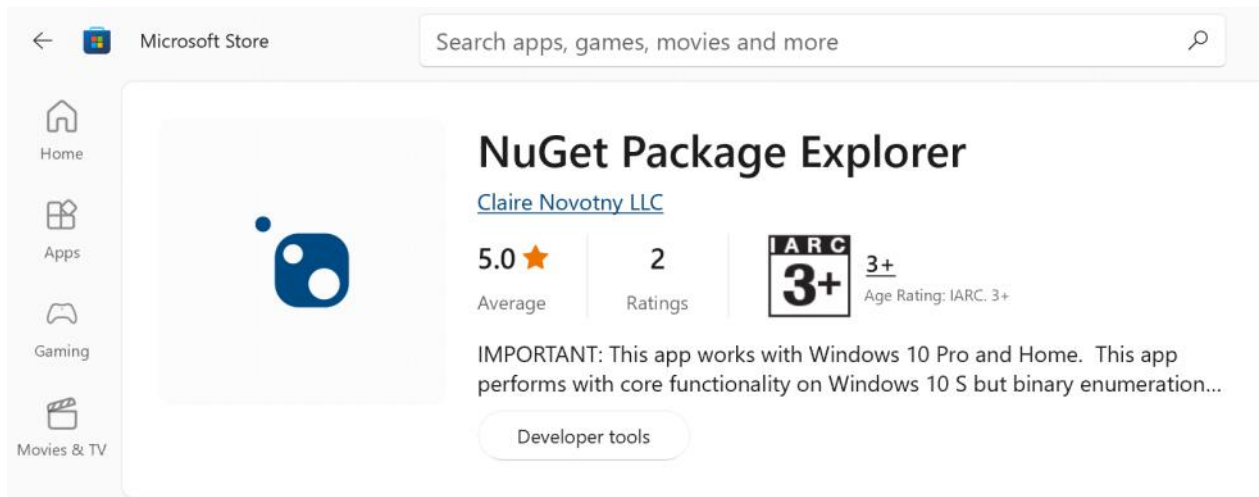 Microsoft Store
Search apps, games, movies and more
Home
Apps
Gaming
Movies & TV
NuGet Package Explorer
Claire Novotny LLC
5.0
Average
2
Ratings
IARC
3+
3+
Age Rating: IARC. 3+
IMPORTANT: This app works with Windows 10 Pro and Home.  This app
performs with core functionality on Windows 10 S but binary enumeration...
Developer tools